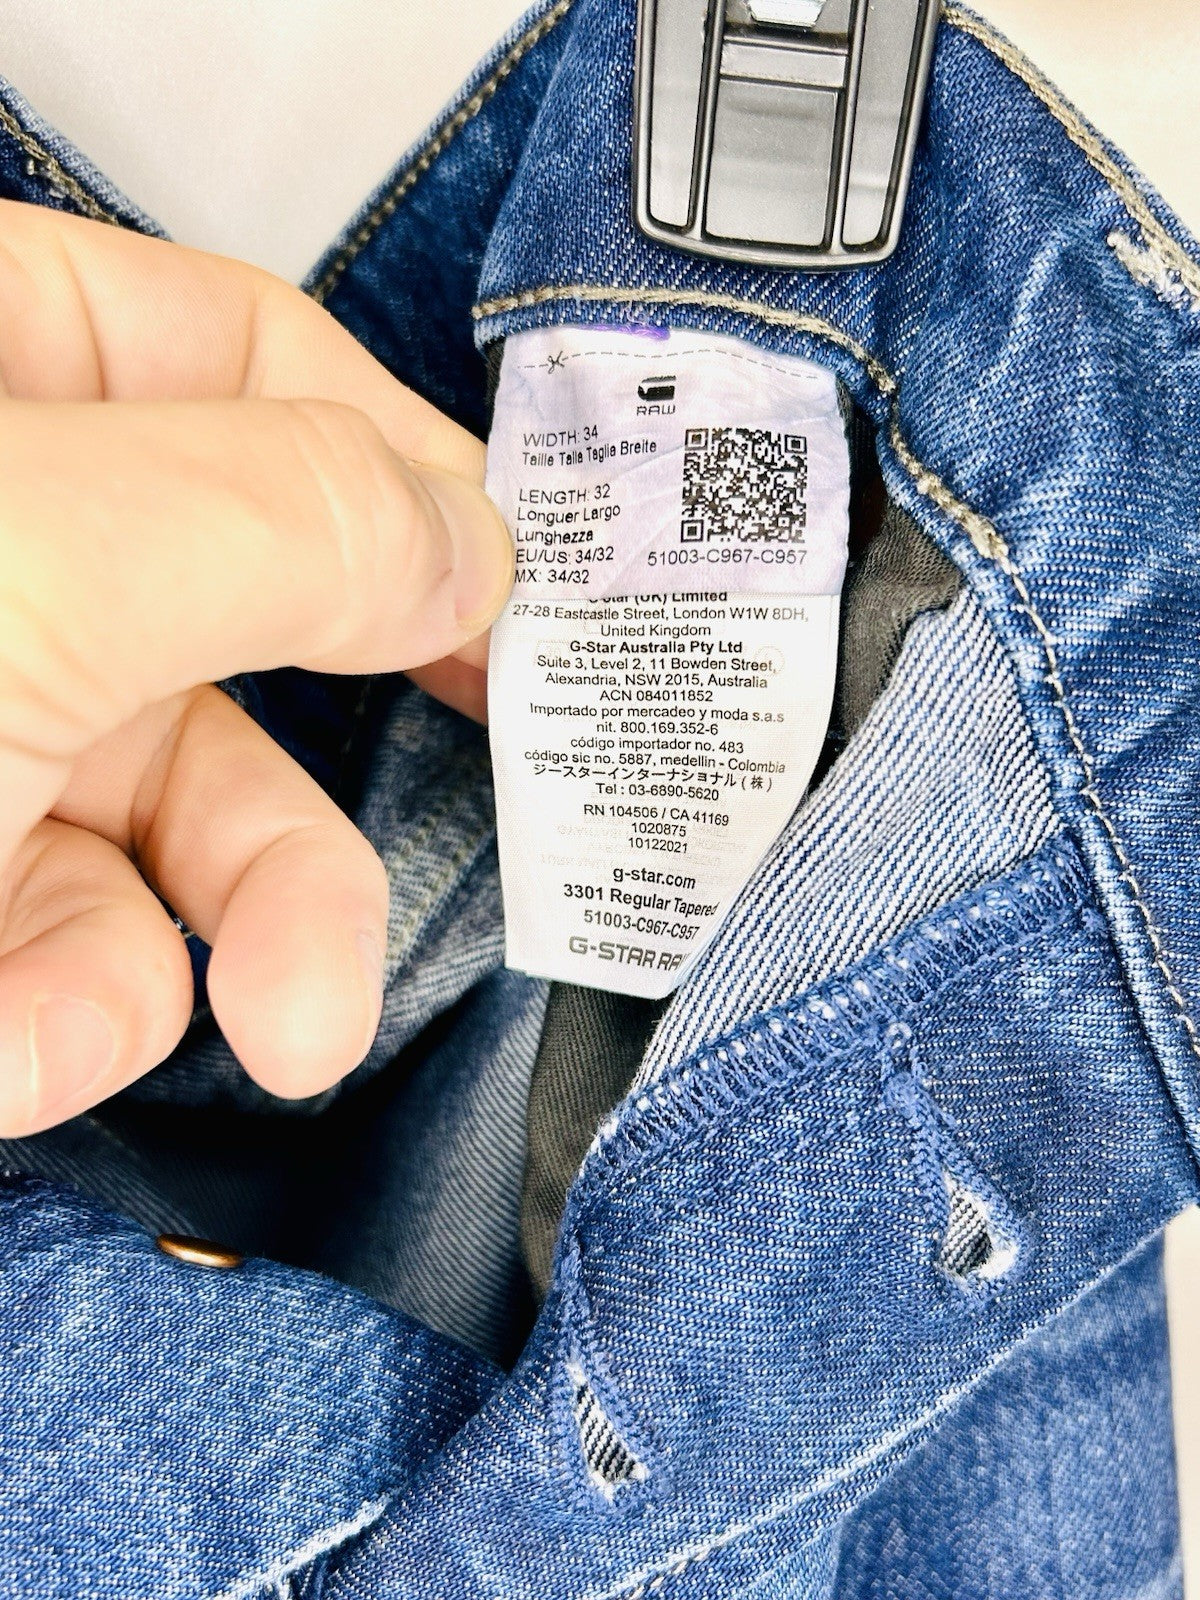 RAW
WIDTH: 34
Taille Talla Taglia Breite
LENGTH: 32
Longuer Largo
Lunghezza
EU/US: 34/32
MX: 34/32
51003-C967-C957
G-Star (UK) Limited
27-28 Eastcastle Street, London W1W 8DH,
United Kingdom
G-Star Australia Pty Ltd
Suite 3, Level 2, 11 Bowden Street,
Alexandria, NSW 2015, Australia
ACN 084011852
Importado por mercadeo y moda s.a.s
nit. 800.169.352-6
código importador no. 483
código sic no. 5887, medellin - Colombia
ジースターインターナショナル (株)
Tel : 03-6890-5620
RN 104506 / CA 41169
1020875
10122021
g-star.com
3301 Regular Tapered
51003-C967-C957
G-STAR RA